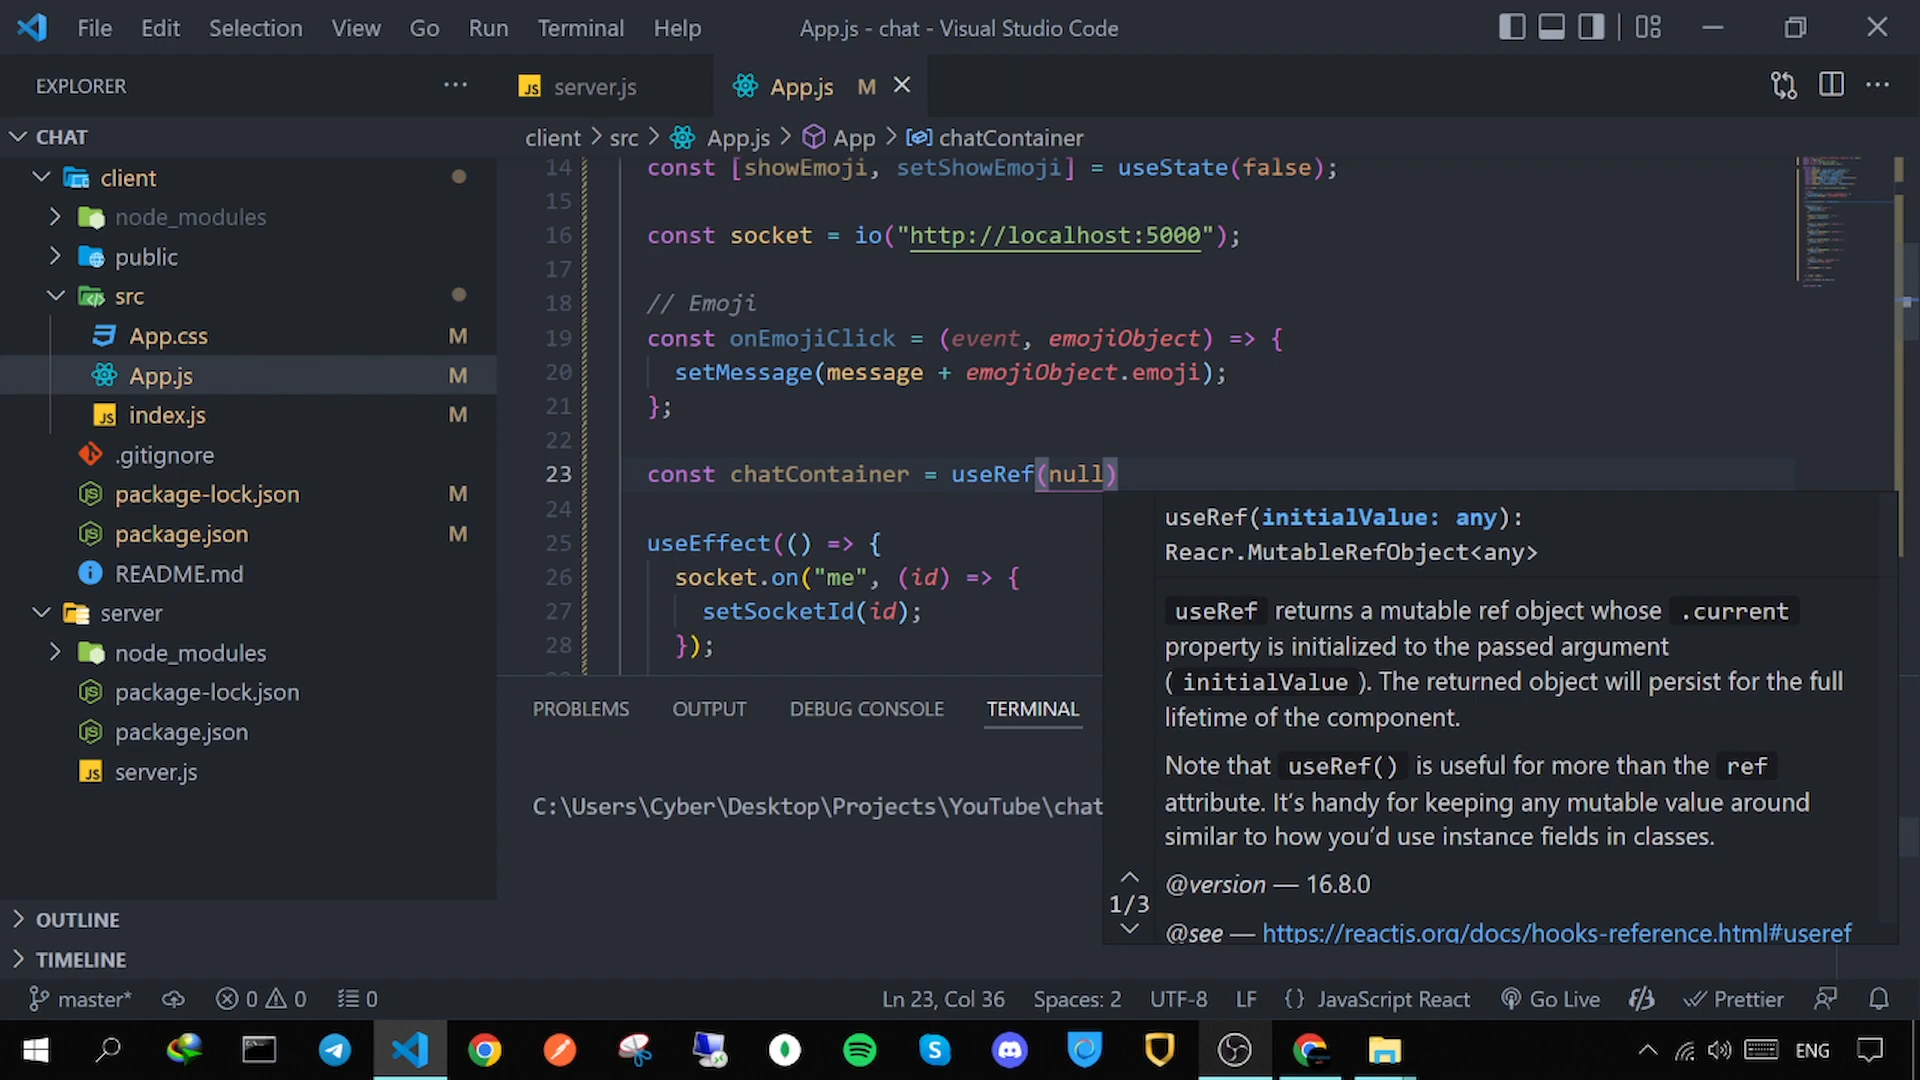 File Edit Selection View Go Run Terminal Help
App.js - chat - Visual Studio Code
EXPLORER
CHAT
client
node_modules
public
src
App.css M
App.js M
index.js M
.gitignore
package-lock.json M
package.json M
README.md
server
node_modules
package-lock.json
package.json
server.js
OUTLINE
TIMELINE
server.js
App.js M
client > src > App.js > App > chatContainer
14 const [showEmoji, setShowEmoji] = useState(false);
15
16 const socket = io("http://localhost:5000");
17
18 // Emoji
19 const onEmojiClick = (event, emojiObject) => {
20 setMessage(message + emojiObject.emoji);
21 };
22
23 const chatContainer = useRef(null)
24
25 useEffect(() => {
26 socket.on("me", (id) => {
27 setSocketId(id);
28 });
useRef(initialValue: any):
Reacr.MutableRefObject<any>
useRef returns a mutable ref object whose .current
property is initialized to the passed argument
( initialValue ). The returned object will persist for the full
lifetime of the component.
Note that useRef() is useful for more than the ref
attribute. It’s handy for keeping any mutable value around
similar to how you’d use instance fields in classes.
@version — 16.8.0
1/3
@see — https://reactjs.org/docs/hooks-reference.html#useref
PROBLEMS OUTPUT DEBUG CONSOLE TERMINAL
C:\Users\Cyber\Desktop\Projects\YouTube\chat
master* 0 0 0
Ln 23, Col 36 Spaces: 2 UTF-8 LF {} JavaScript React Go Live Prettier
ENG